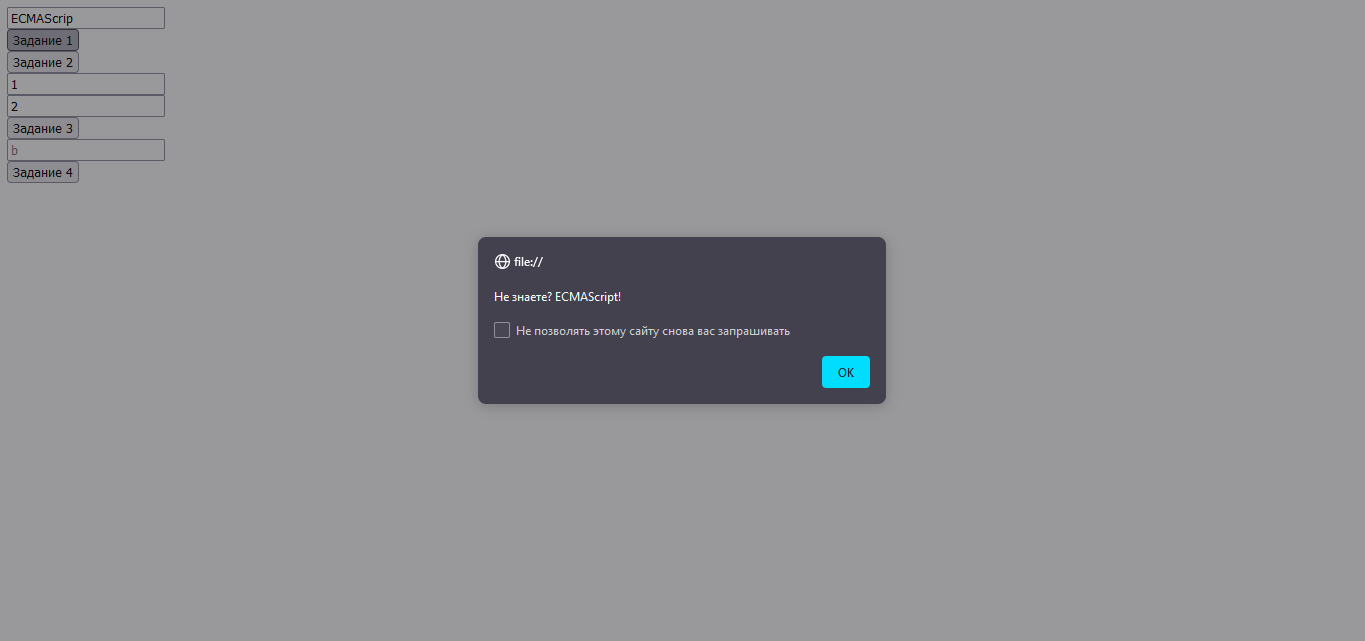 ECMAScrip
Задание 1
Задание 2
1
2
Задание 3
b
Задание 4
file://
Не знаете? ECMAScript!
Не позволять этому сайту снова вас запрашивать
OK